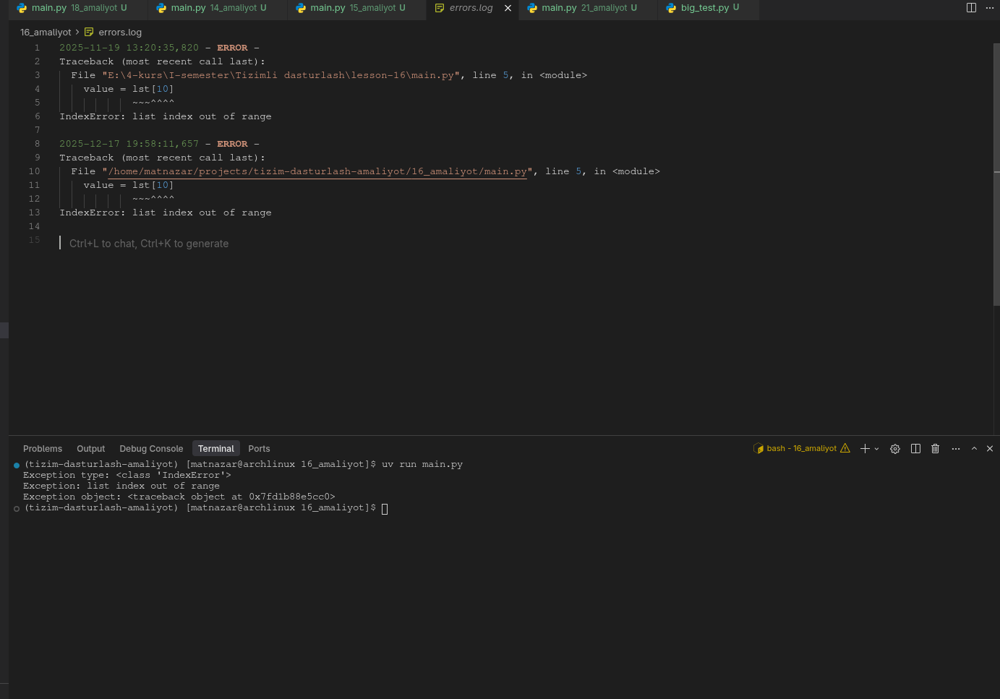 main.py 18_amaliyot U main.py 14_amaliyot U main.py 15_amaliyot U errors.log main.py 21_amaliyot U big_test.py U
16_amaliyot > errors.log
1 2025-11-19 13:20:35,820 - ERROR -
2 Traceback (most recent call last):
3 File "E:\4-kurs\I-semester\Tizimli dasturlash\lesson-16\main.py", line 5, in <module>
4 value = lst[10]
5 ~~~^^^^
6 IndexError: list index out of range
7
8 2025-12-17 19:58:11,657 - ERROR -
9 Traceback (most recent call last):
10 File "/home/matnazar/projects/tizim-dasturlash-amaliyot/16_amaliyot/main.py", line 5, in <module>
11 value = lst[10]
12 ~~~^^^^
13 IndexError: list index out of range
14
15 Ctrl+L to chat, Ctrl+K to generate
Problems Output Debug Console Terminal Ports bash - 16_amaliyot
(tizim-dasturlash-amaliyot) [matnazar@archlinux 16_amaliyot]$ uv run main.py
Exception type: <class 'IndexError'>
Exception: list index out of range
Exception object: <traceback object at 0x7fd1b88e5cc0>
(tizim-dasturlash-amaliyot) [matnazar@archlinux 16_amaliyot]$